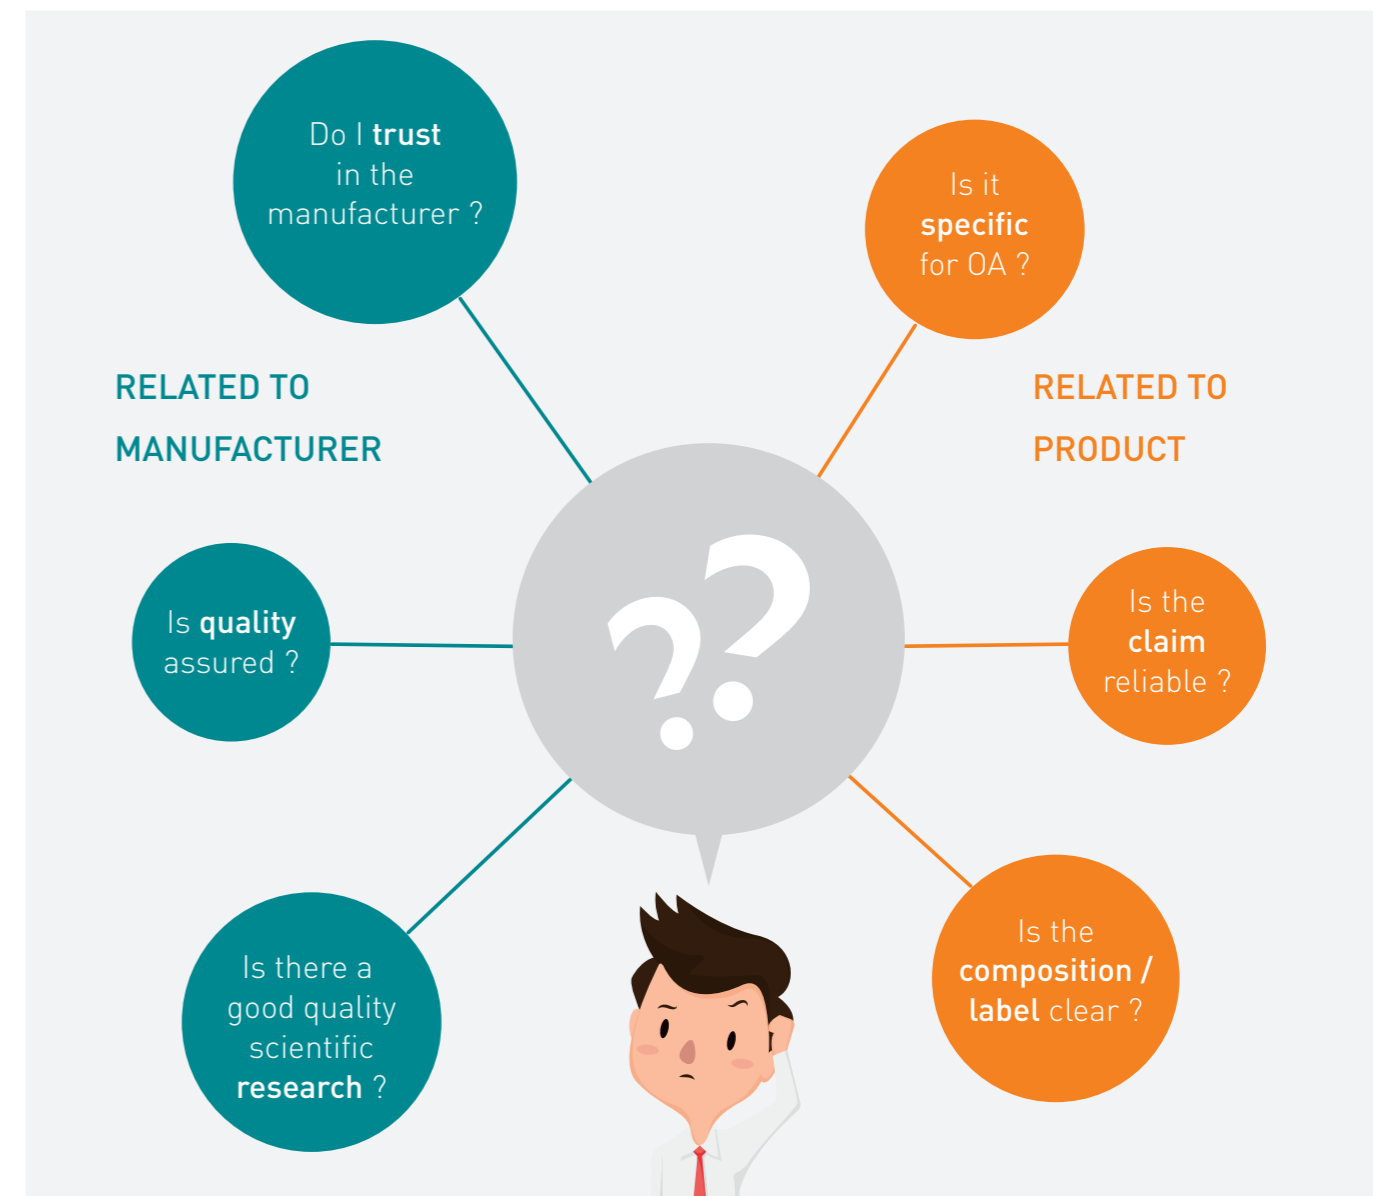 Do I trust
in the
manufacturer ?
Is it
specific
for OA ?
RELATED TO
MANUFACTURER
RELATED TO
PRODUCT
??
Is quality
assured ?
Is the
claim
reliable ?
Is there a
good quality
scientific
research ?
Is the
composition /
label clear ?